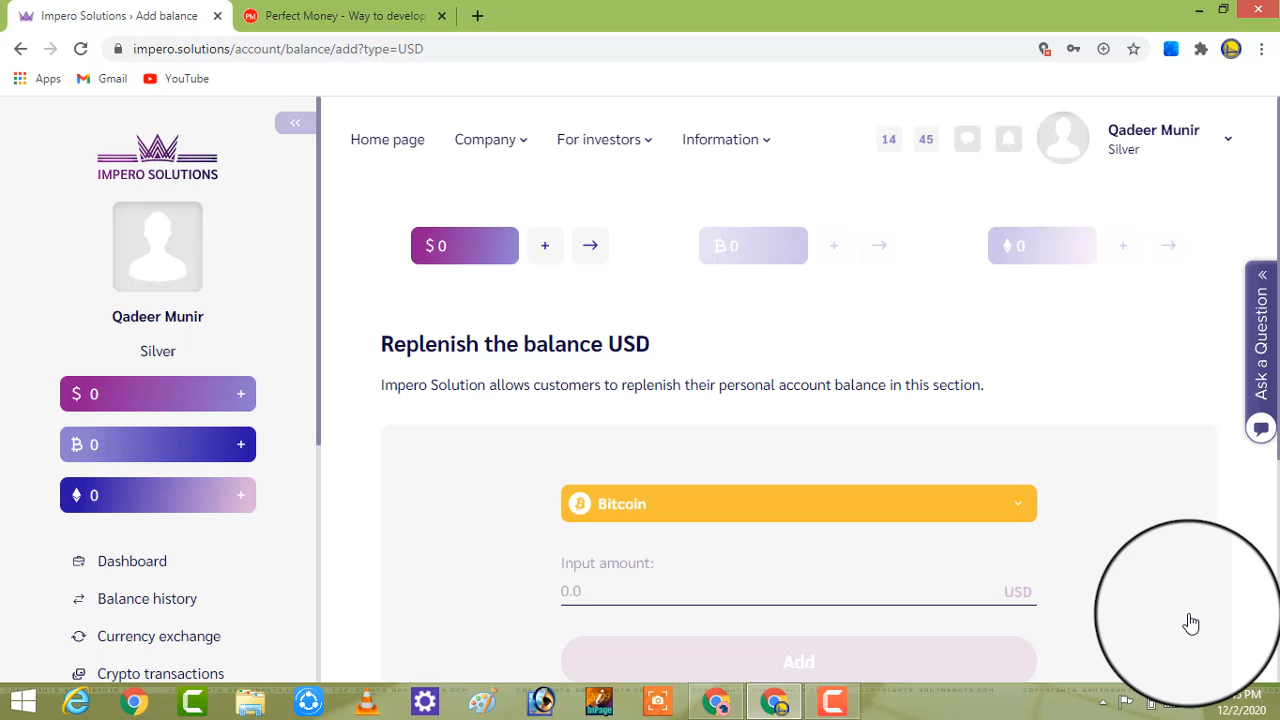 Impero Solutions › Add balance
Perfect Money - Way to develop
impero.solutions/account/balance/add?type=USD
Apps
Gmail
YouTube
IMPERO SOLUTIONS
Qadeer Munir
Silver
$ 0
0
0
Dashboard
Balance history
Currency exchange
Crypto transactions
Home page
Company
For investors
Information
14
45
Qadeer Munir
Silver
$ 0
0
0
Replenish the balance USD
Impero Solution allows customers to replenish their personal account balance in this section.
Bitcoin
Input amount:
0.0
USD
Add
Ask a Question
PM
12/2/2020